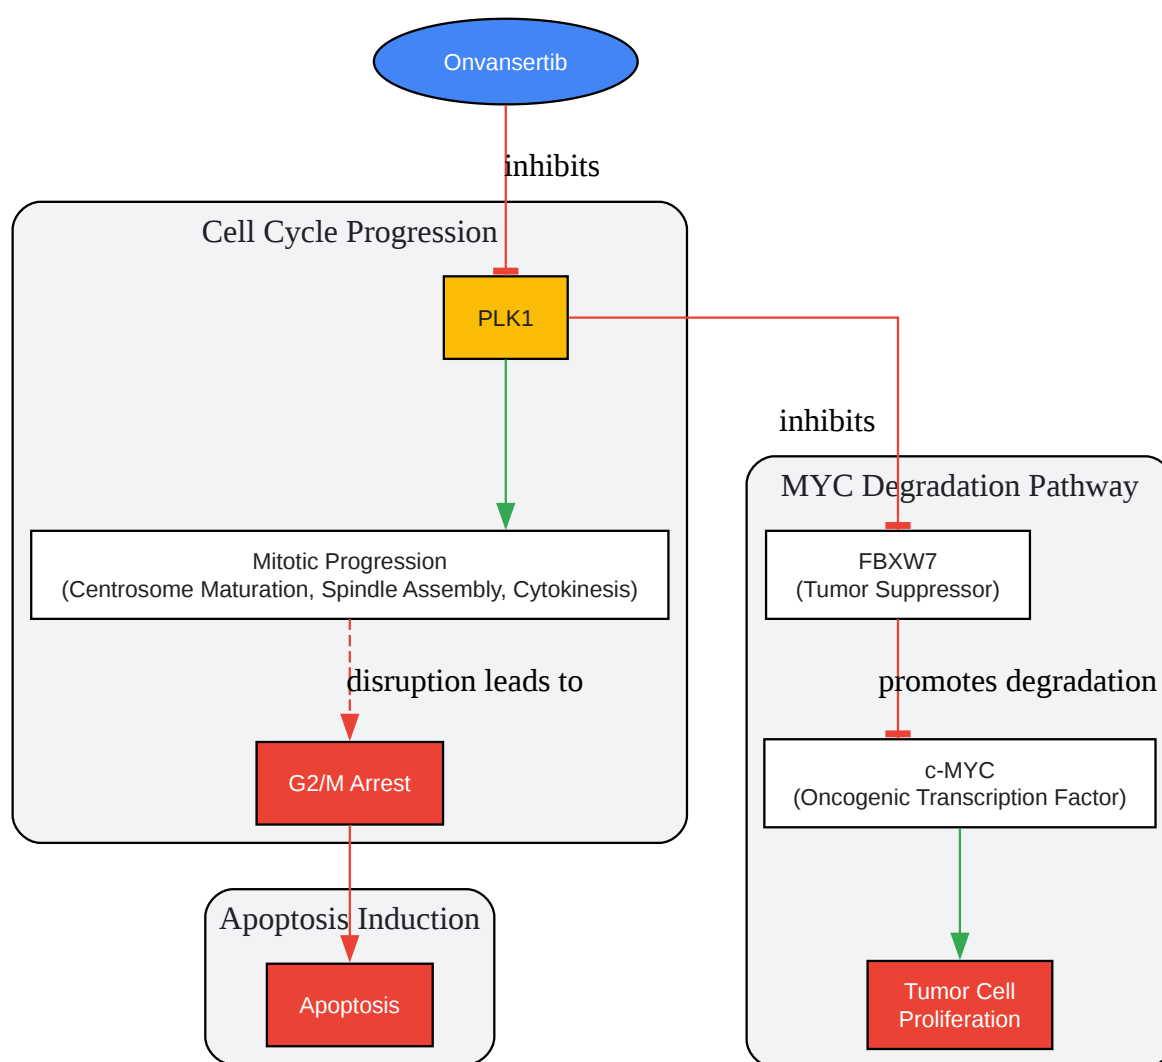 Onvansertib
inhibits
Cell Cycle Progression
PLK1
inhibits
MYC Degradation Pathway
Mitotic Progression
(Centrosome Maturation, Spindle Assembly, Cytokinesis)
FBXW7
(Tumor Suppressor)
disruption leads to
promotes degradation
G2/M Arrest
c-MYC
(Oncogenic Transcription Factor)
Apoptosis Induction
Apoptosis
Tumor Cell
Proliferation